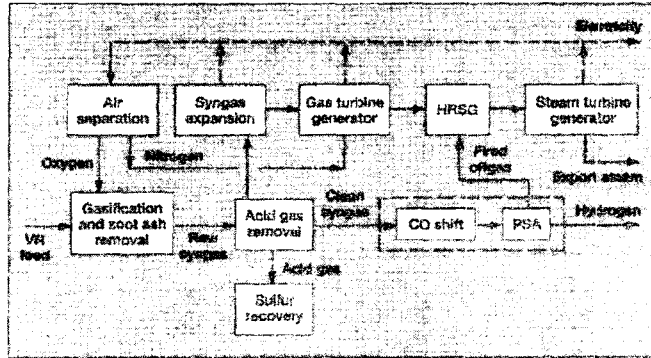 Electricity
Air
separation
Syngas
expansion
Gas turbine
generator
HRSG
Steam turbine
generator
Oxygen
Nitrogen
Fired
offgas
Export steam
Gasification
and soot ash
removal
Acid gas
removal
Clean
syngas
CO shift
PSA
Hydrogen
VR
feed
Raw
syngas
Acid gas
Sulfur
recovery